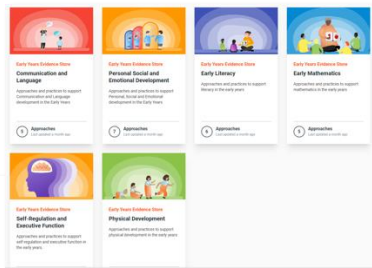 Early Years Evidence Store
Communication and
Language
Approaches and practices to support
Communication and Language
development in the Early Years
Approaches
Last updated a month ago
Early Years Evidence Store
Personal Social and
Emotional Development
Approaches and practices to support
Personal, Social and Emotional
development in the Early Years
7
Approaches
Last updated a month ago
Early Years Evidence Store
Early Literacy
Approaches and practices to support
literacy in the early years
6
Approaches
Last updated a month ago
Early Years Evidence Store
Early Mathematics
Approaches and practices to support
mathematics in the early years
5
Approaches
Last updated a month ago
Early Years Evidence Store
Self-Regulation and
Executive Function
Approaches and practices to support
self-regulation and executive function in
the early years
Early Years Evidence Store
Physical Development
Approaches and practices to support
physical development in the early years